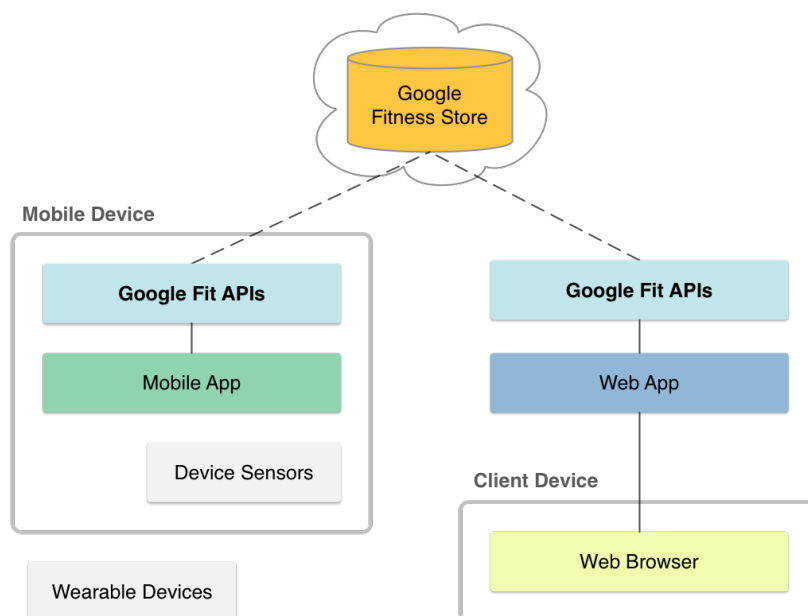 Google
Fitness Store
Mobile Device
Google Fit APIs
Google Fit APIs
Mobile App
Web App
Device Sensors
Client Device
Web Browser
Wearable Devices